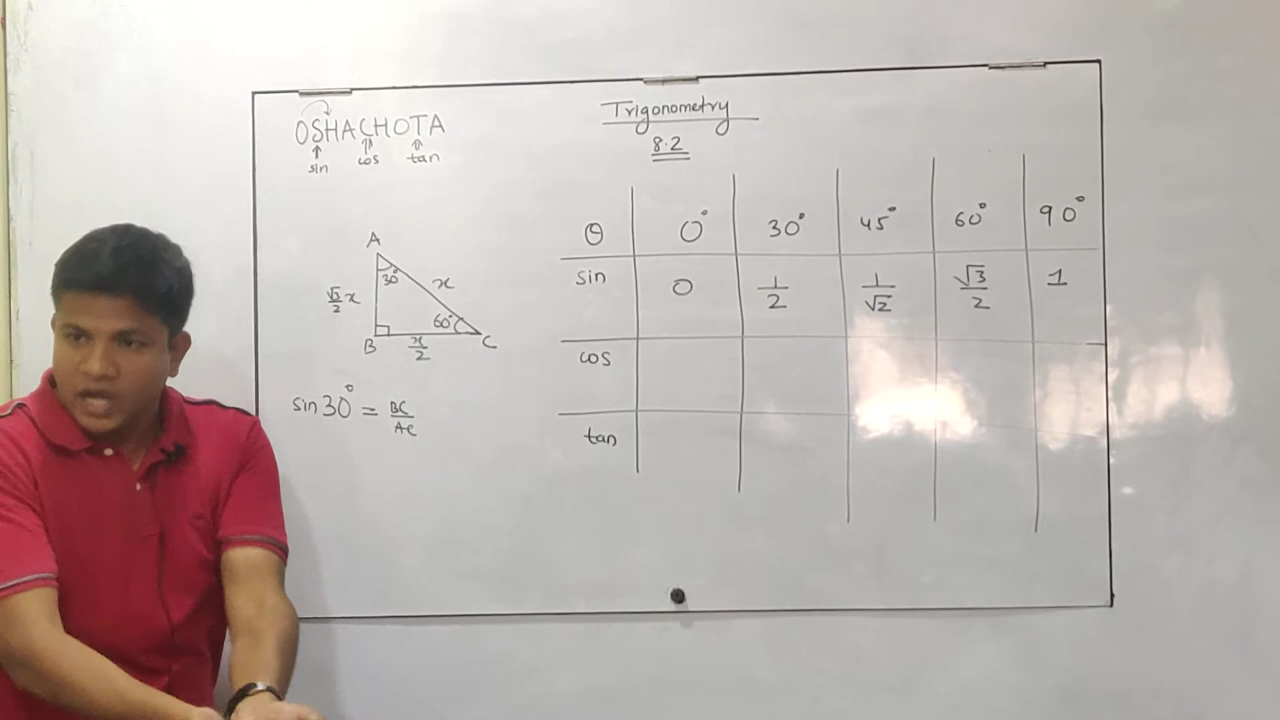 OSHACHOTA
sin cos tan
Trigonometry
8.2
A
30°
x
√3/2 x
60°
B
x/2
C
sin 30° = BC/AC
θ 0° 30° 45° 60° 90°
sin 0 1/2 1/√2 √3/2 1
cos
tan